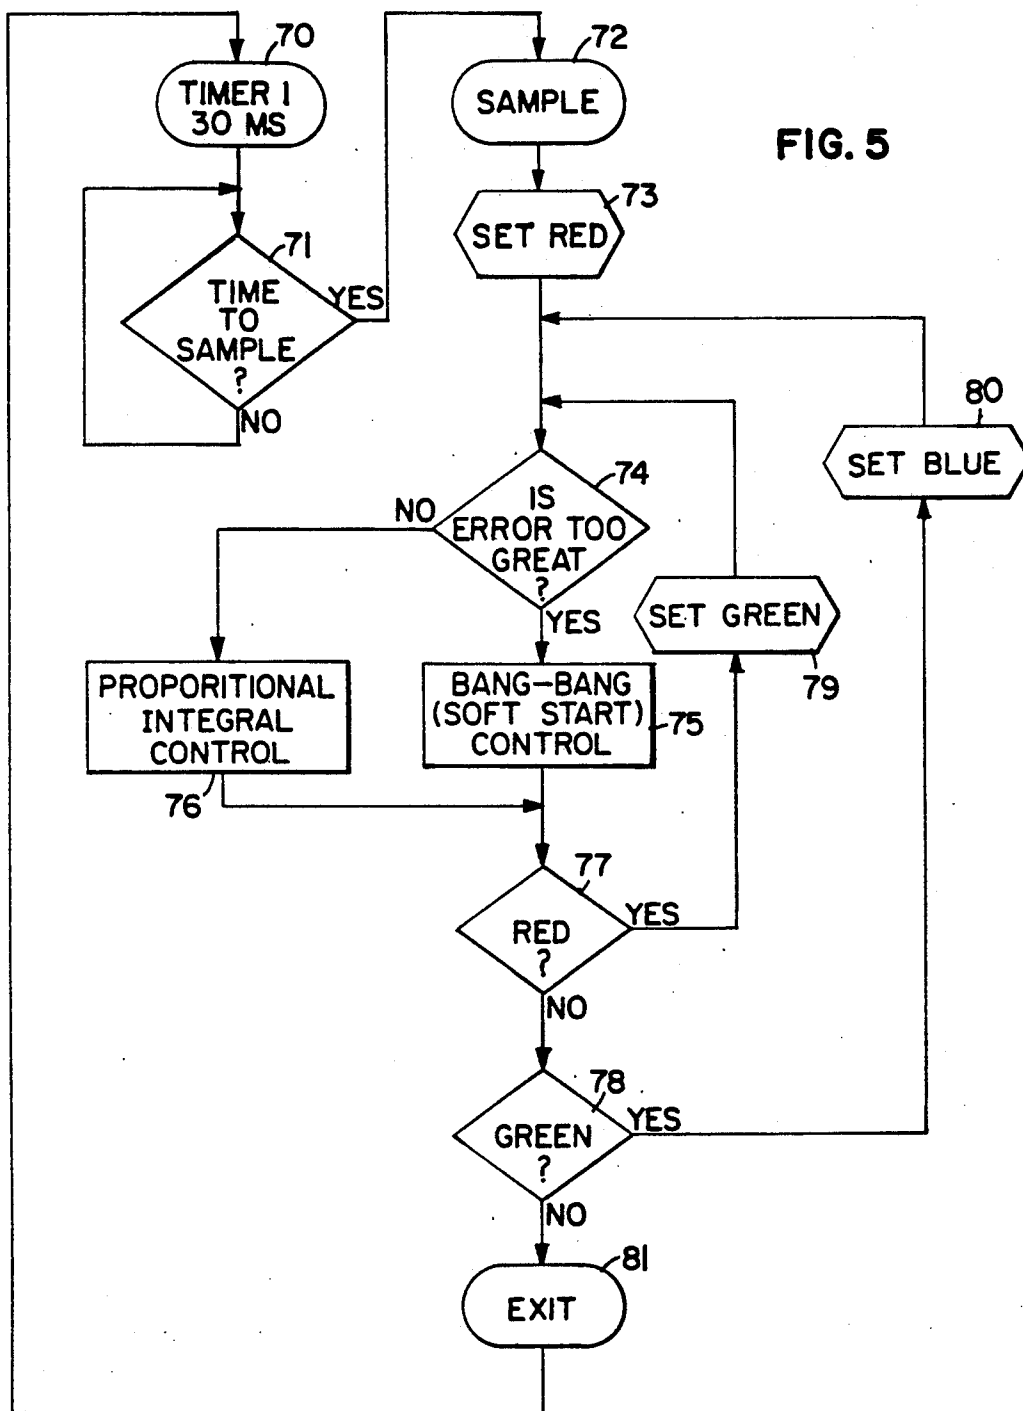 70
TIMER 1
30 MS
71
TIME
TO
SAMPLE
?
YES
NO
72
SAMPLE
FIG. 5
73
SET RED
74
IS
ERROR TOO
GREAT
?
NO
YES
80
SET BLUE
SET GREEN
79
PROPORITIONAL
INTEGRAL
CONTROL
76
BANG-BANG
(SOFT START)
CONTROL
75
77
RED
?
YES
NO
78
GREEN
?
YES
NO
81
EXIT